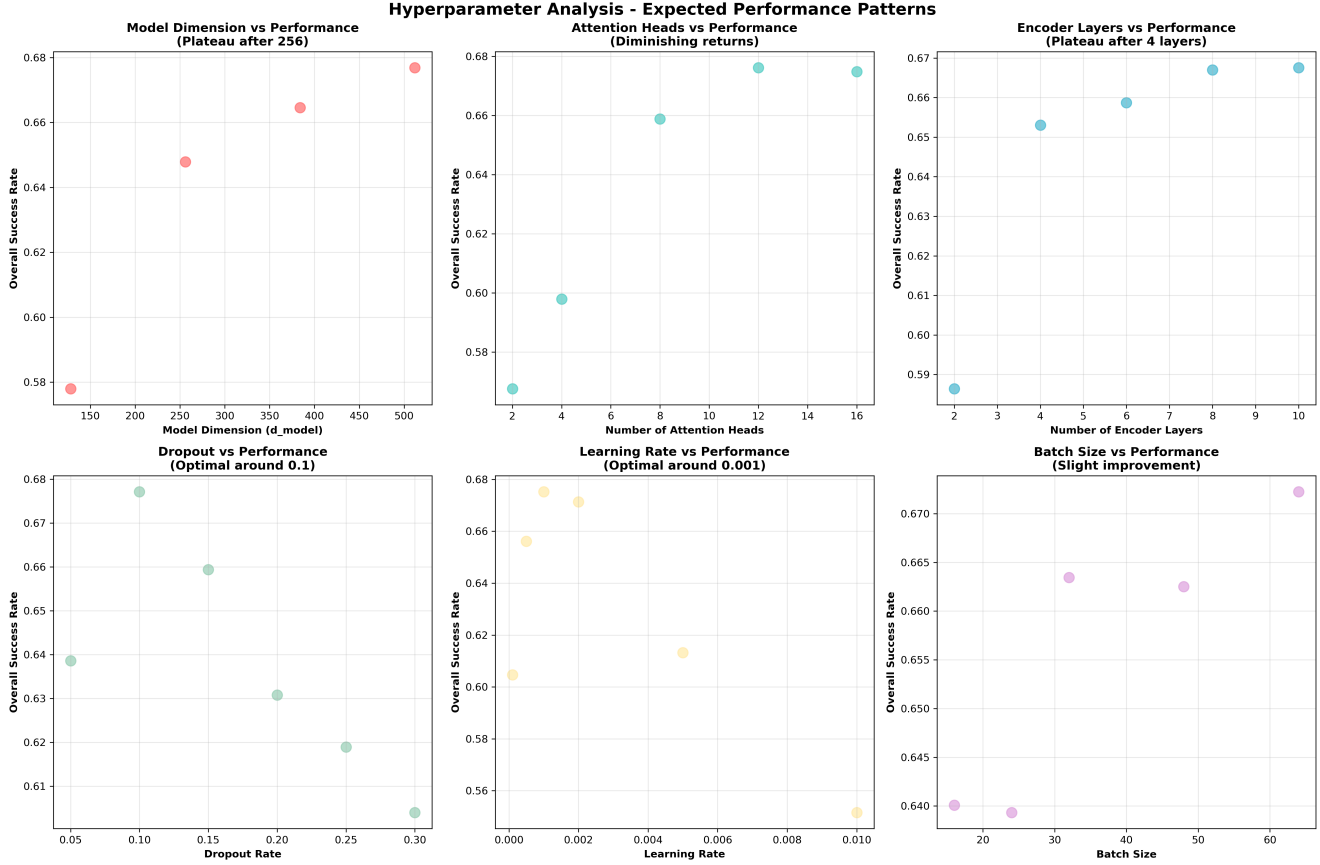 Hyperparameter Analysis - Expected Performance Patterns
Model Dimension vs Performance
(Plateau after 256)
Overall Success Rate
0.68
0.66
0.64
0.62
0.60
0.58
150 200 250 300 350 400 450 500
Model Dimension (d_model)
Attention Heads vs Performance
(Diminishing returns)
Overall Success Rate
0.68
0.66
0.64
0.62
0.60
0.58
2 4 6 8 10 12 14 16
Number of Attention Heads
Encoder Layers vs Performance
(Plateau after 4 layers)
Overall Success Rate
0.67
0.66
0.65
0.64
0.63
0.62
0.61
0.60
0.59
2 3 4 5 6 7 8 9 10
Number of Encoder Layers
Dropout vs Performance
(Optimal around 0.1)
Overall Success Rate
0.68
0.67
0.66
0.65
0.64
0.63
0.62
0.61
0.05 0.10 0.15 0.20 0.25 0.30
Dropout Rate
Learning Rate vs Performance
(Optimal around 0.001)
Overall Success Rate
0.68
0.66
0.64
0.62
0.60
0.58
0.56
0.000 0.002 0.004 0.006 0.008 0.010
Learning Rate
Batch Size vs Performance
(Slight improvement)
Overall Success Rate
0.670
0.665
0.660
0.655
0.650
0.645
0.640
20 30 40 50 60
Batch Size